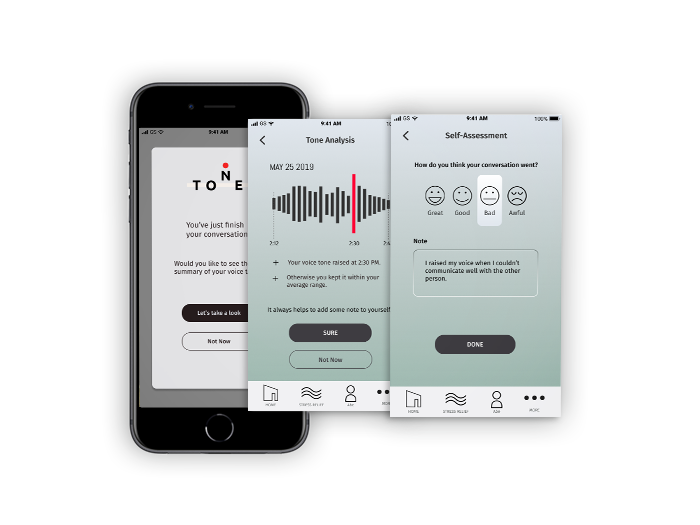 GS
9:41 AM
TONE
You've just finish
your conversation
Would you like to see th
summary of your voice t
Let's take a look
Not Now
GS
9:41 AM
Tone Analysis
MAY 25 2019
2:12
2:30
+ Your voice tone raised at 2:30 PM.
+ Otherwise you kept it within your
average range.
It always helps to add some note to yourself
SURE
Not Now
HOME
STRESS RELIEF
ASK
GS
9:41 AM
100%
Self-Assessment
How do you think your conversation went?
Great
Good
Bad
Awful
Note
I raised my voice when I couldn't
communicate well with the other
person.
DONE
HOME
STRESS RELIEF
ASK
MORE